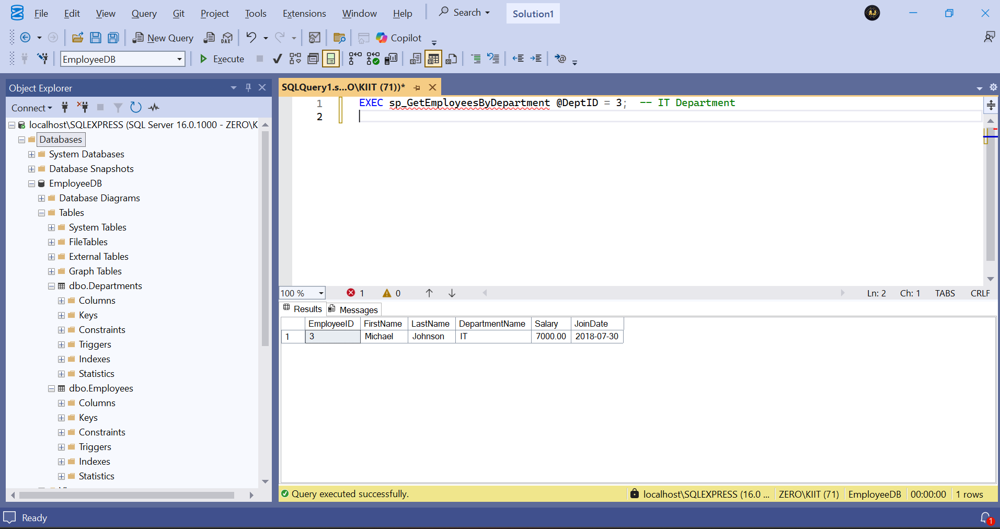 File Edit View Query Git Project Tools Extensions Window Help Search Solution1
New Query DAX Copilot
EmployeeDB Execute
Object Explorer
Connect
localhost\SQLEXPRESS (SQL Server 16.0.1000 - ZERO\K
Databases
System Databases
Database Snapshots
EmployeeDB
Database Diagrams
Tables
System Tables
FileTables
External Tables
Graph Tables
dbo.Departments
Columns
Keys
Constraints
Triggers
Indexes
Statistics
dbo.Employees
Columns
Keys
Constraints
Triggers
Indexes
Statistics
SQLQuery1.s...O\KIIT (71))*
1 EXEC sp_GetEmployeesByDepartment @DeptID = 3; -- IT Department
2
100 % 1 0 Ln: 2 Ch: 1 TABS CRLF
Results Messages
EmployeeID FirstName LastName DepartmentName Salary JoinDate
1 3 Michael Johnson IT 7000.00 2018-07-30
Query executed successfully. localhost\SQLEXPRESS (16.0 ... ZERO\KIIT (71) EmployeeDB 00:00:00 1 rows
Ready 1